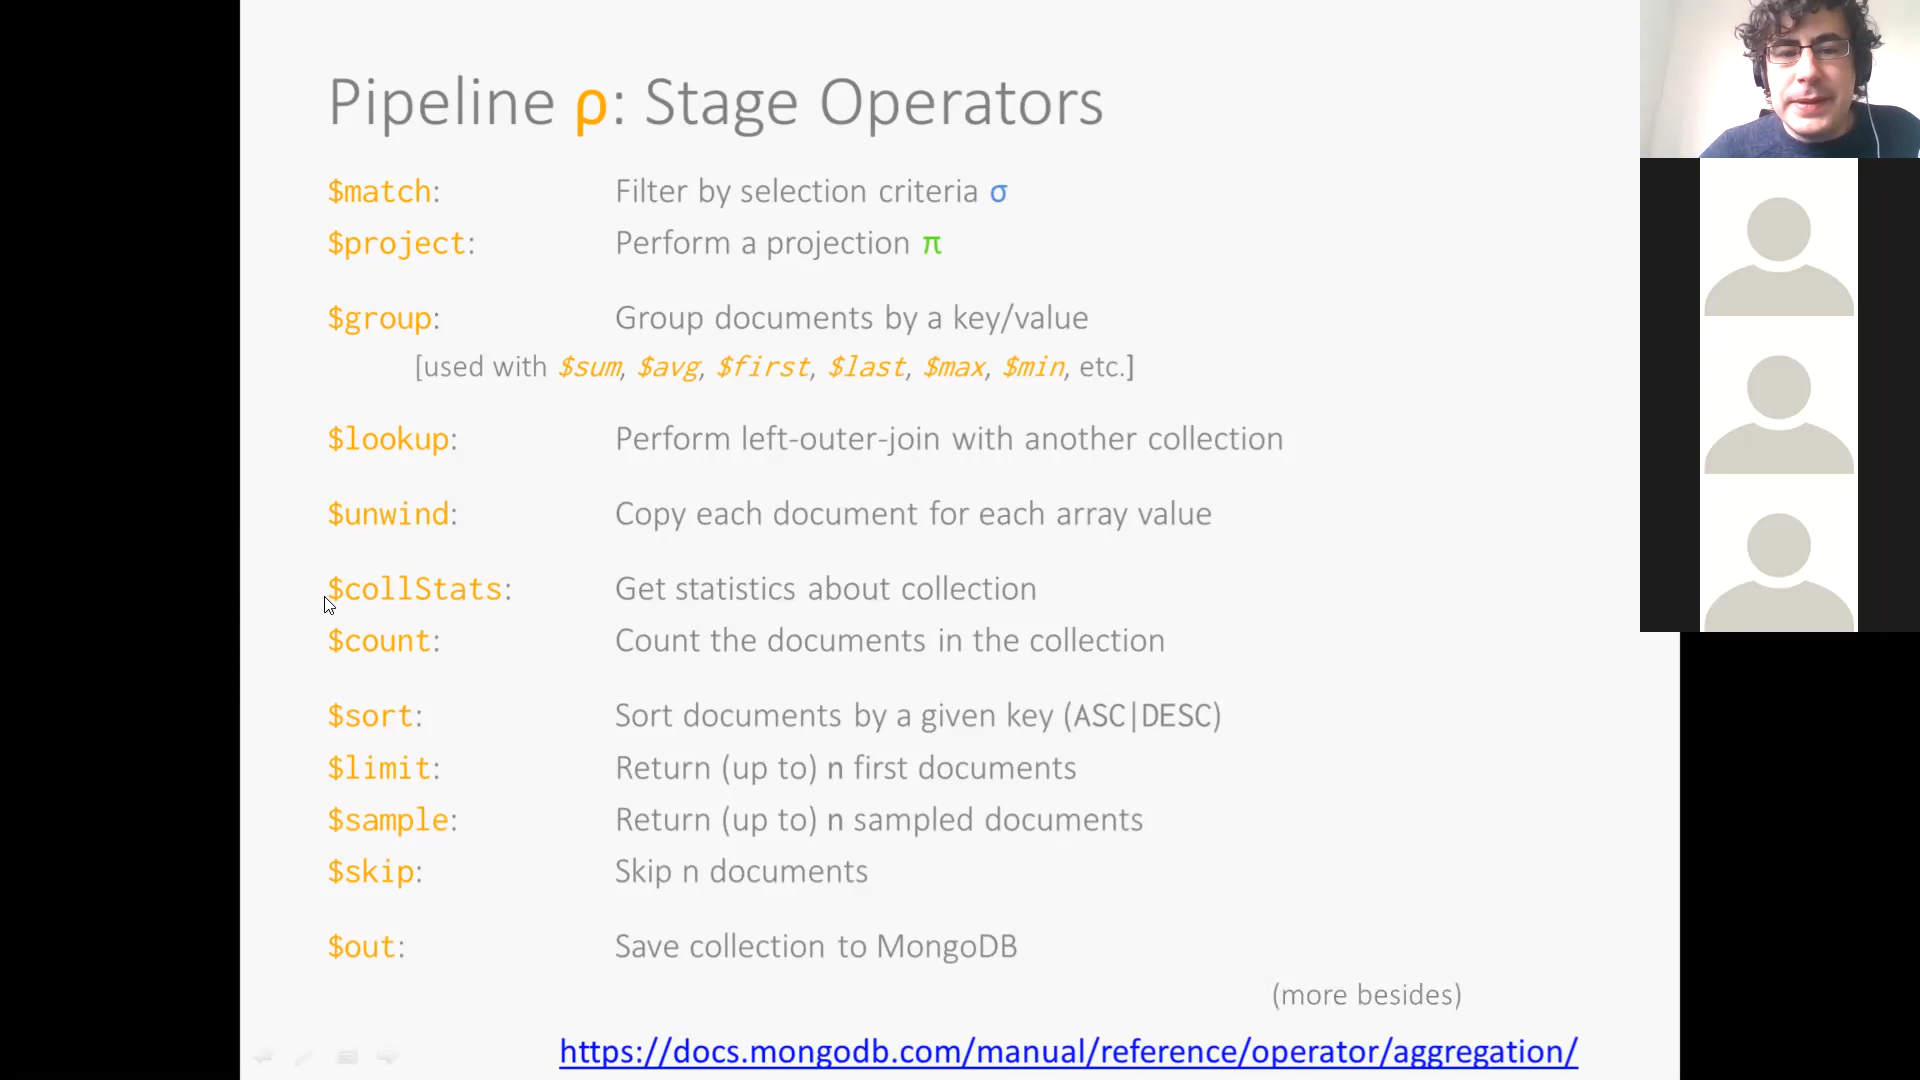 Pipeline ρ: Stage Operators
$match: Filter by selection criteria σ
$project: Perform a projection π
$group: Group documents by a key/value
[used with $sum, $avg, $first, $last, $max, $min, etc.]
$lookup: Perform left-outer-join with another collection
$unwind: Copy each document for each array value
$collStats: Get statistics about collection
$count: Count the documents in the collection
$sort: Sort documents by a given key (ASC|DESC)
$limit: Return (up to) n first documents
$sample: Return (up to) n sampled documents
$skip: Skip n documents
$out: Save collection to MongoDB
(more besides)
https://docs.mongodb.com/manual/reference/operator/aggregation/